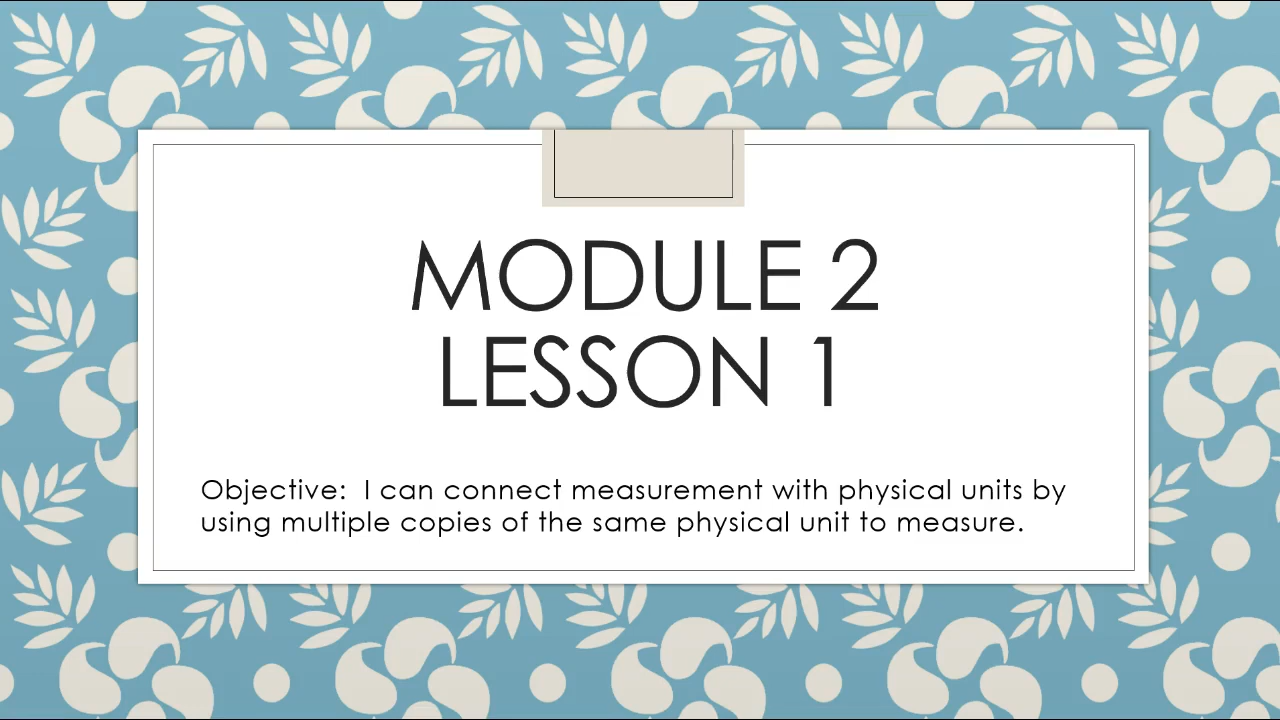 MODULE 2
LESSON 1
Objective:  I can connect measurement with physical units by
using multiple copies of the same physical unit to measure.